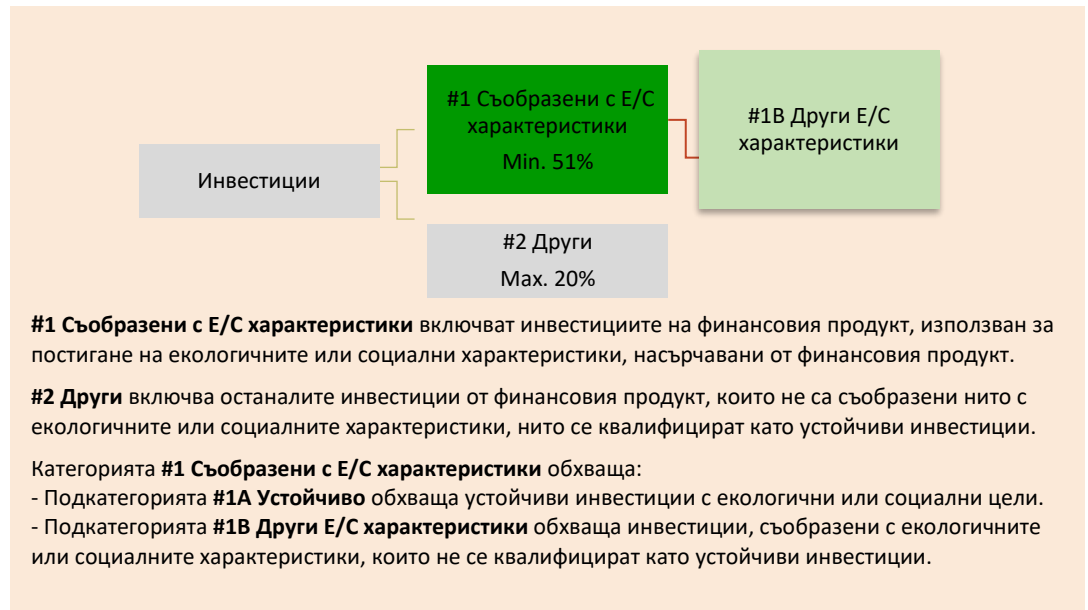 #1 Съобразени с Е/С
характеристики
Min. 51%
#1В Други Е/С
характеристики
Инвестиции
#2 Други
Max. 20%
#1 Съобразени с Е/С характеристики включват инвестициите на финансовия продукт, използван за
постигане на екологичните или социални характеристики, насърчавани от финансовия продукт.
#2 Други включва останалите инвестиции от финансовия продукт, които не са съобразени нито с
екологичните или социалните характеристики, нито се квалифицират като устойчиви инвестиции.
Категорията #1 Съобразени с Е/С характеристики обхваща:
- Подкатегорията #1А Устойчиво обхваща устойчиви инвестиции с екологични или социални цели.
- Подкатегорията #1В Други Е/С характеристики обхваща инвестиции, съобразени с екологичните
или социалните характеристики, които не се квалифицират като устойчиви инвестиции.